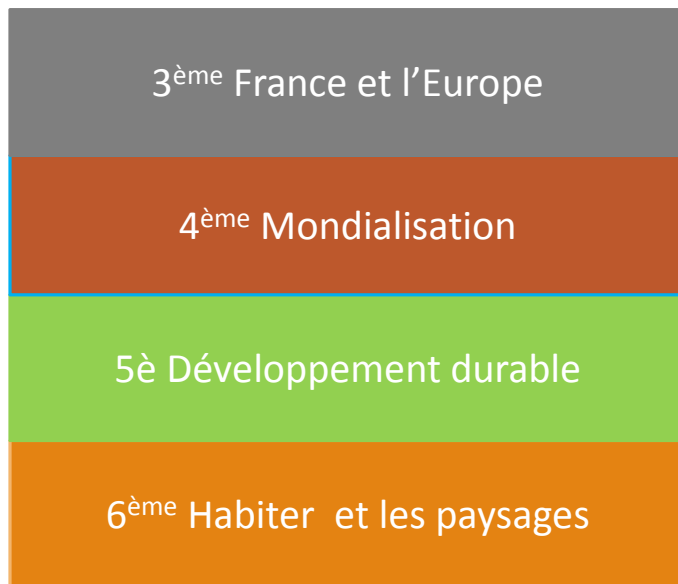 3ème France et l’Europe
4ème Mondialisation
5è Développement durable
6ème Habiter  et les paysages